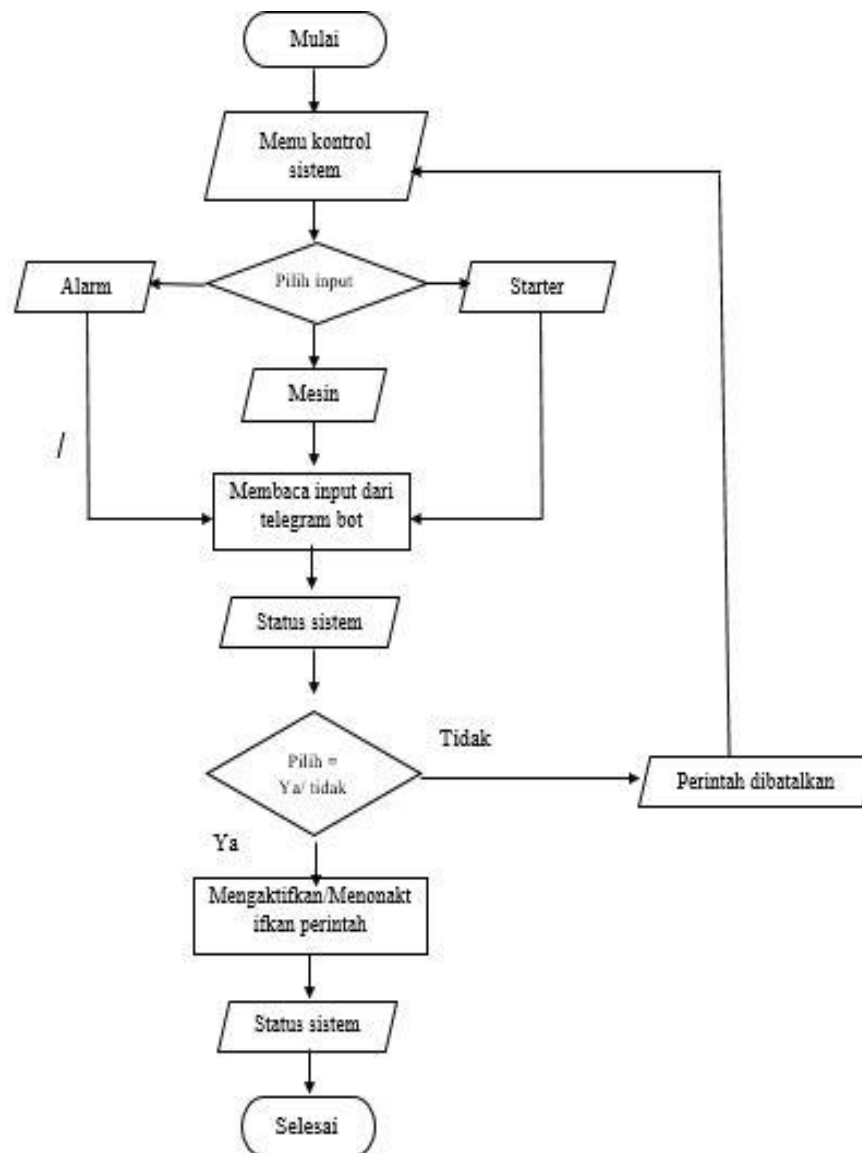 Mulai
Menu kontrol
sistem
Alarm
Pilih input
Starter
Mesin
/
Membaca input dari
telegram bot
Status sistem
Tidak
Pilih =
Ya/ tidak
Perintah dibatalkan
Ya
Mengaktifkan/Menonakt
ifkan perintah
Status sistem
Selesai